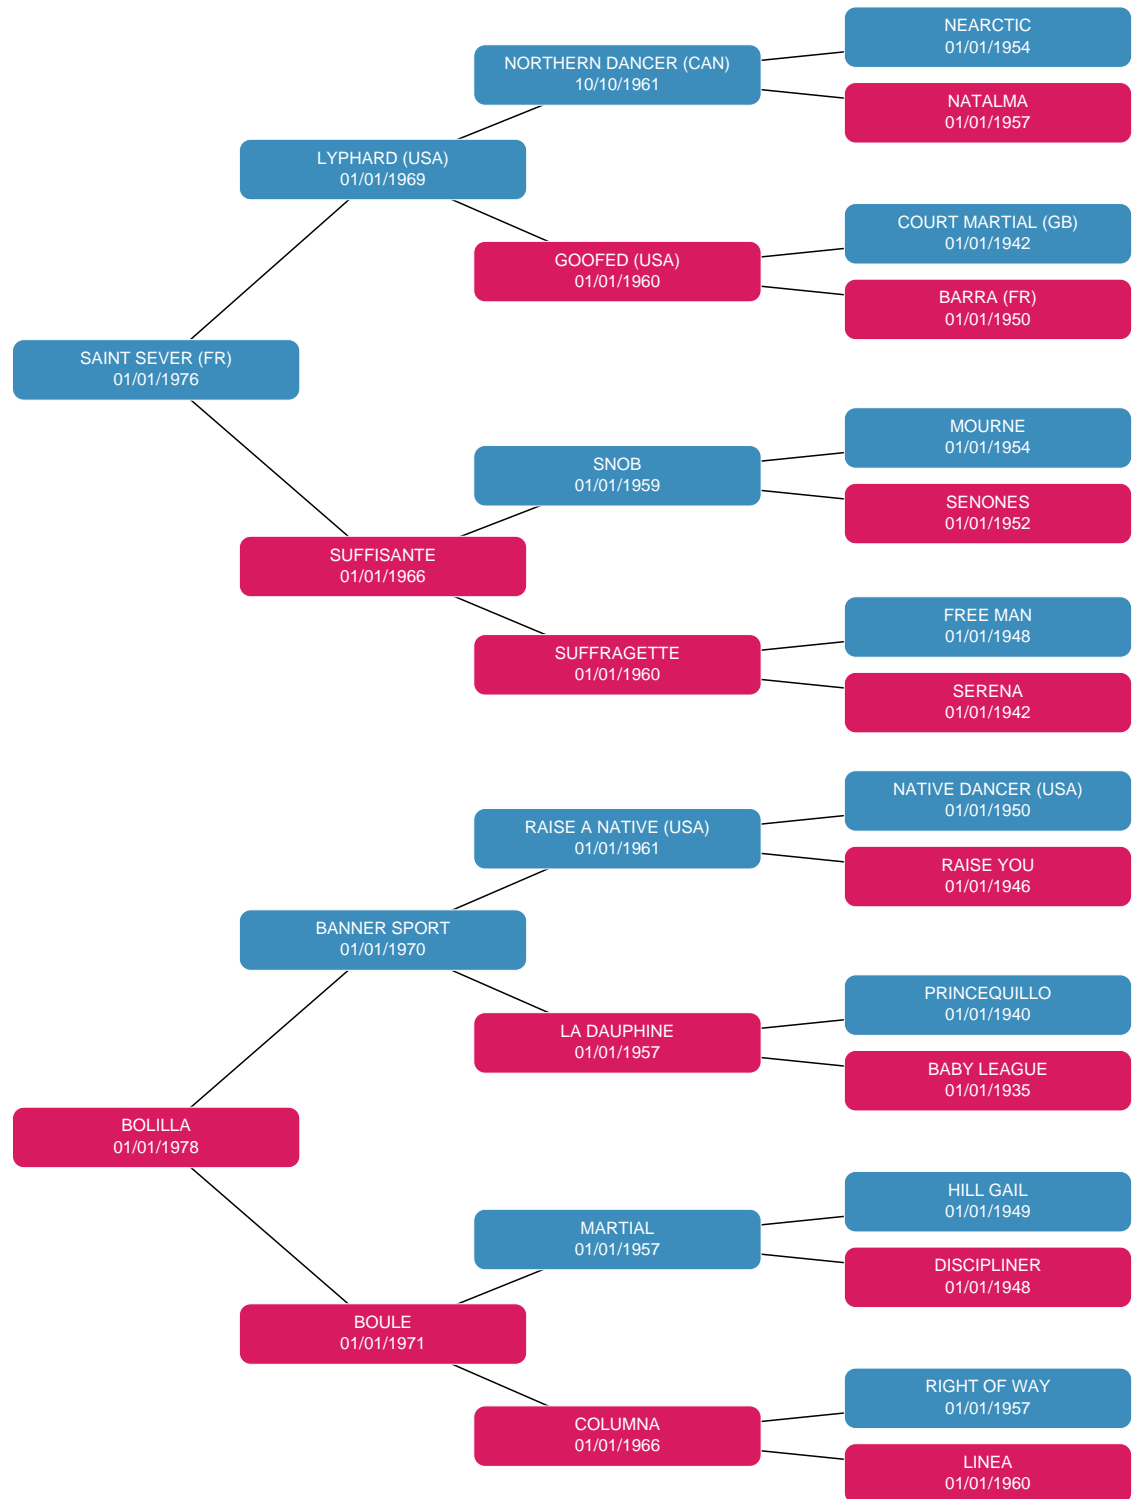 NEARCTIC
01/01/1954
NORTHERN DANCER (CAN)
10/10/1961
NATALMA
01/01/1957
LYPHARD (USA)
01/01/1969
COURT MARTIAL (GB)
01/01/1942
GOOFED (USA)
01/01/1960
BARRA (FR)
01/01/1950
SAINT SEVER (FR)
01/01/1976
MOURNE
01/01/1954
SNOB
01/01/1959
SENONES
01/01/1952
SUFFISANTE
01/01/1966
FREE MAN
01/01/1948
SUFFRAGETTE
01/01/1960
SERENA
01/01/1942
NATIVE DANCER (USA)
01/01/1950
RAISE A NATIVE (USA)
01/01/1961
RAISE YOU
01/01/1946
BANNER SPORT
01/01/1970
PRINCEQUILLO
01/01/1940
LA DAUPHINE
01/01/1957
BABY LEAGUE
01/01/1935
BOLILLA
01/01/1978
HILL GAIL
01/01/1949
MARTIAL
01/01/1957
DISCIPLINER
01/01/1948
BOULE
01/01/1971
RIGHT OF WAY
01/01/1957
COLUMNA
01/01/1966
LINEA
01/01/1960